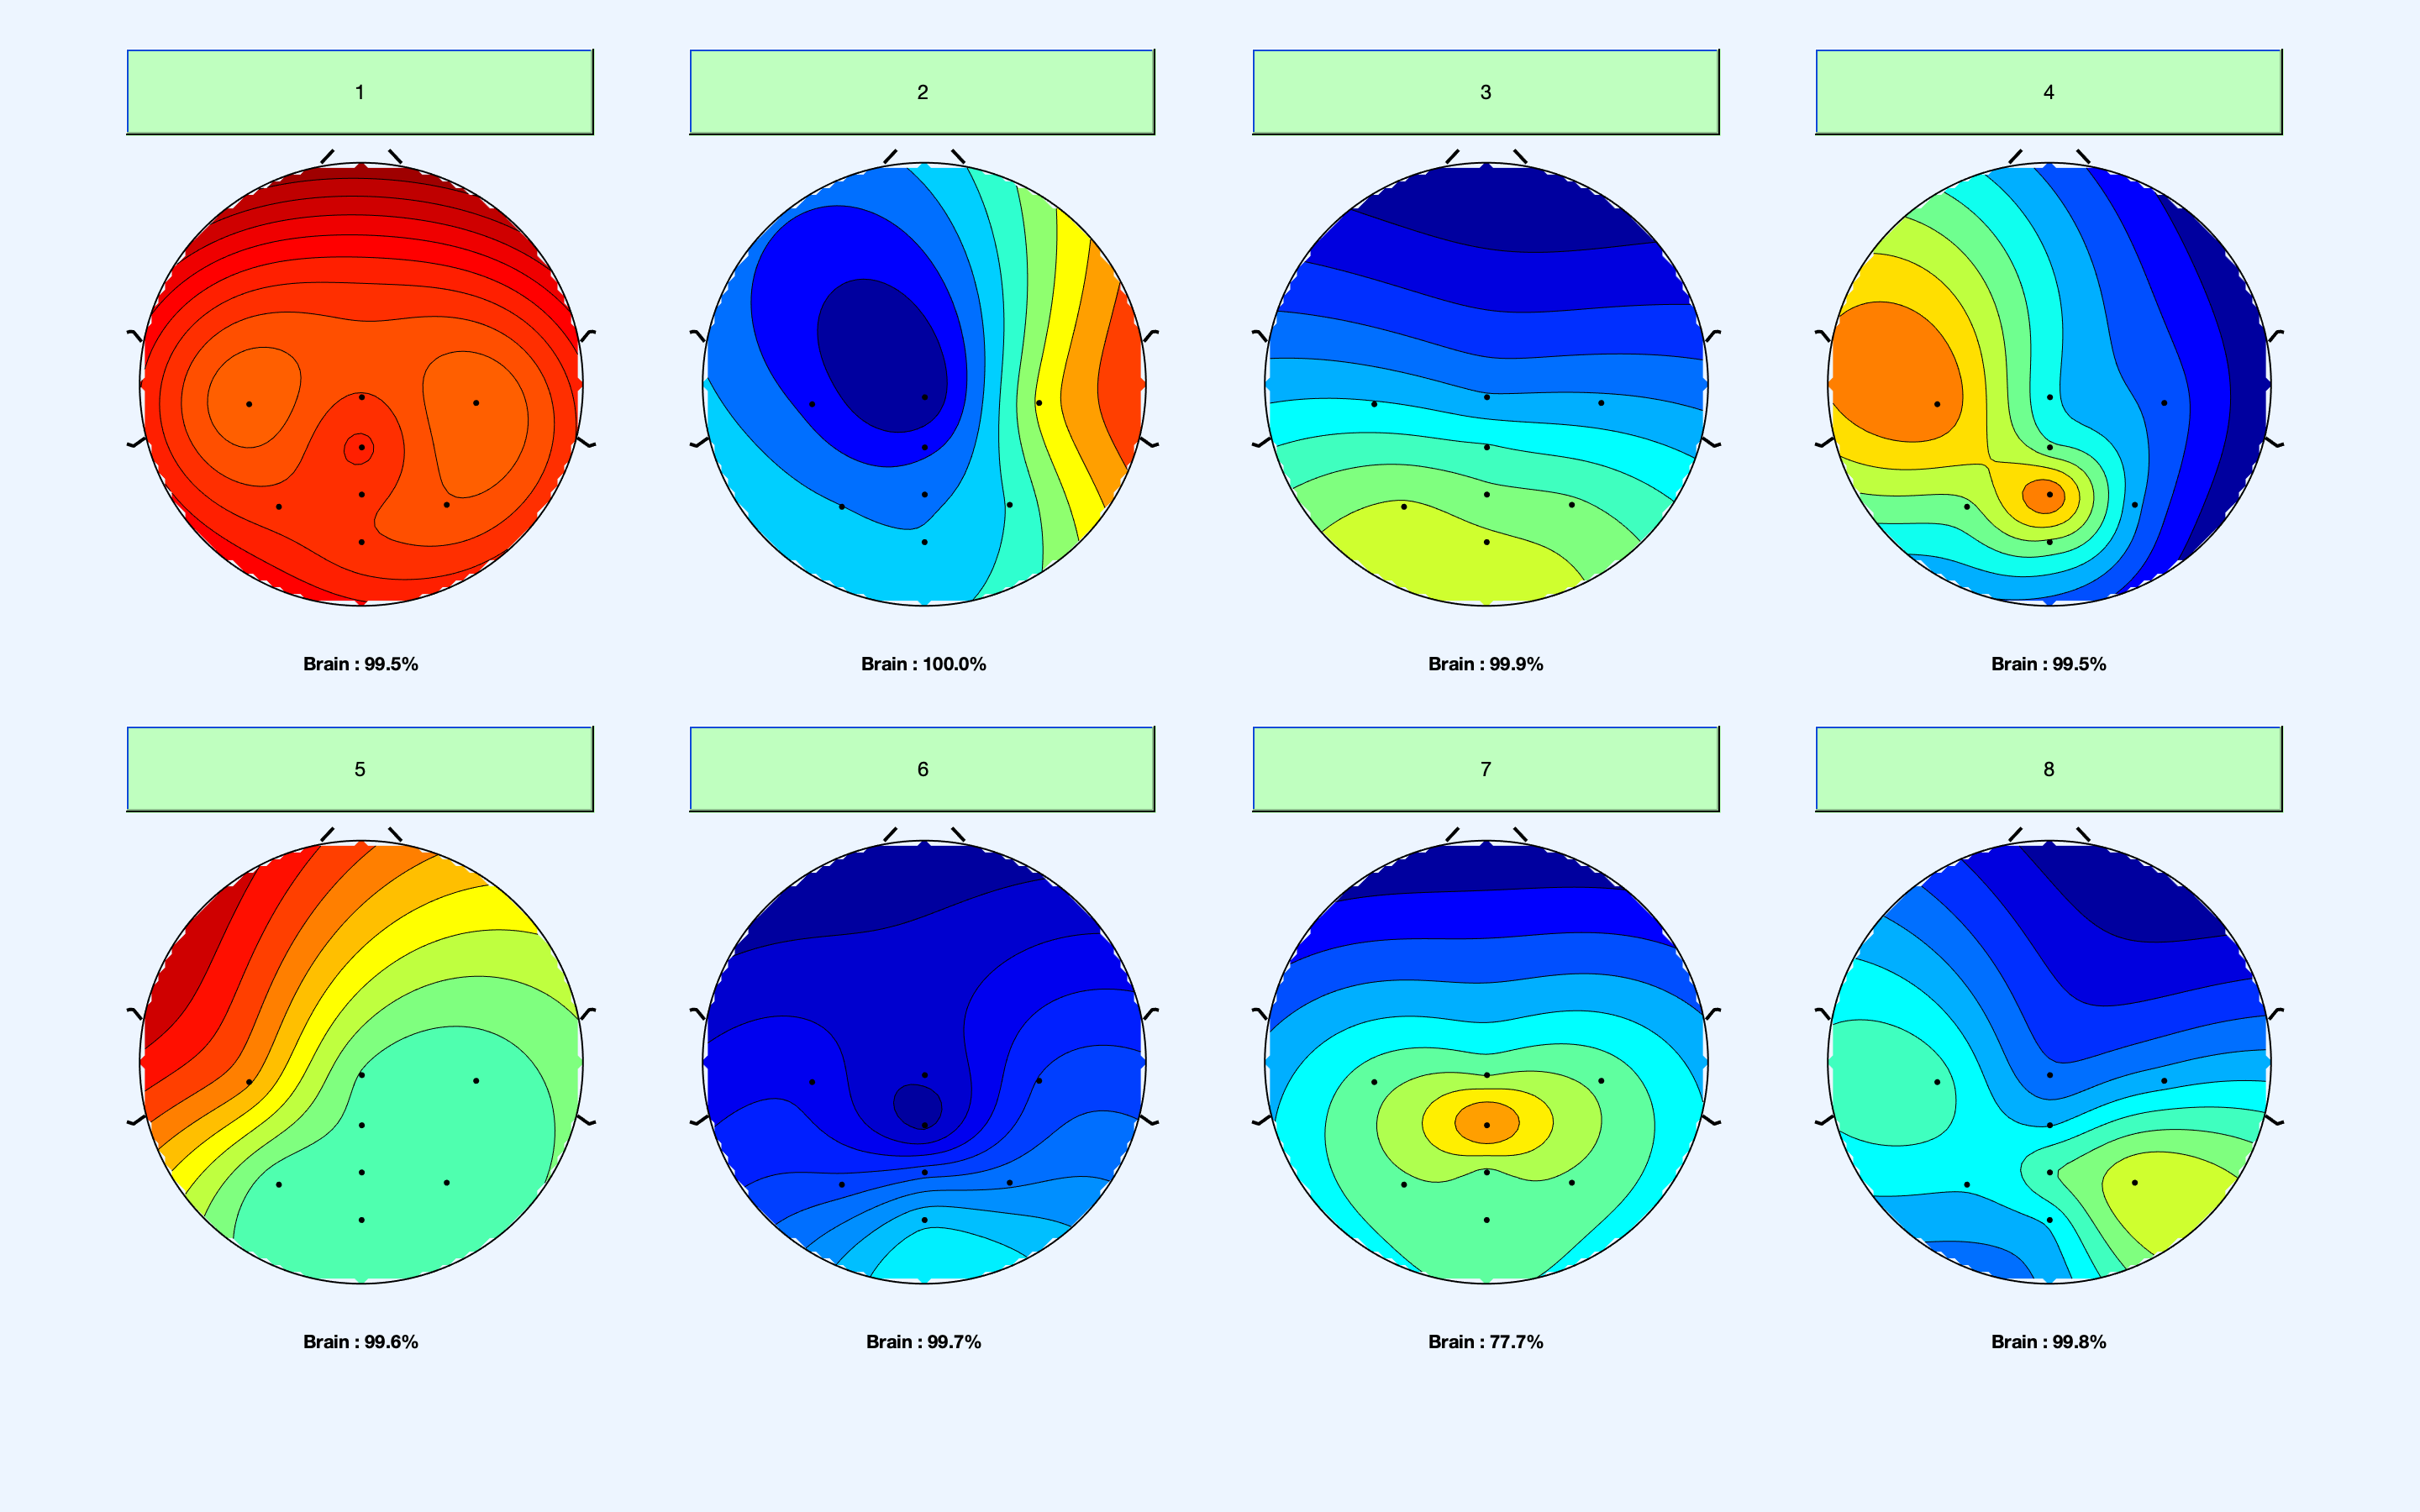 1
2
3
4
Brain : 99.5%
Brain : 100.0%
Brain : 99.9%
Brain : 99.5%
5
6
7
8
Brain : 99.6%
Brain : 99.7%
Brain : 77.7%
Brain : 99.8%